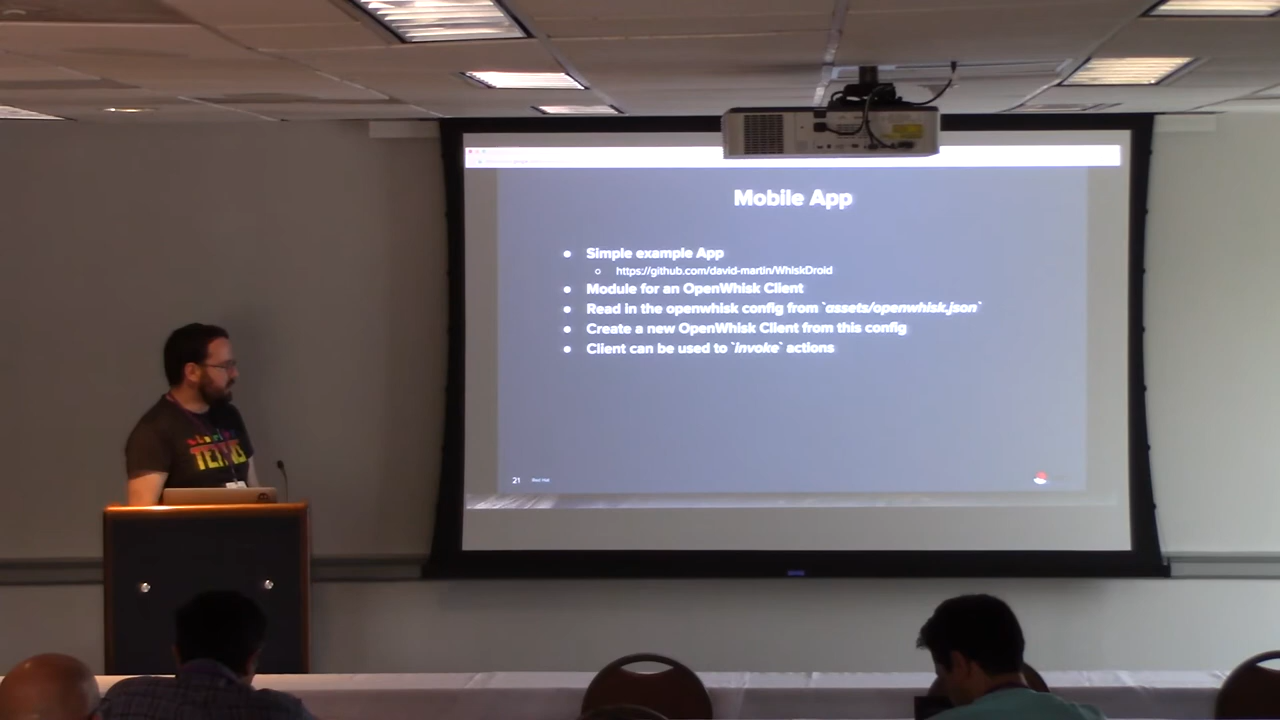 Mobile App
● Simple example App
○ https://github.com/david-martin/WhiskDroid
● Module for an OpenWhisk Client
● Read in the openwhisk config from `assets/openwhisk.json`
● Create a new OpenWhisk Client from this config
● Client can be used to `invoke` actions
21 Red Hat